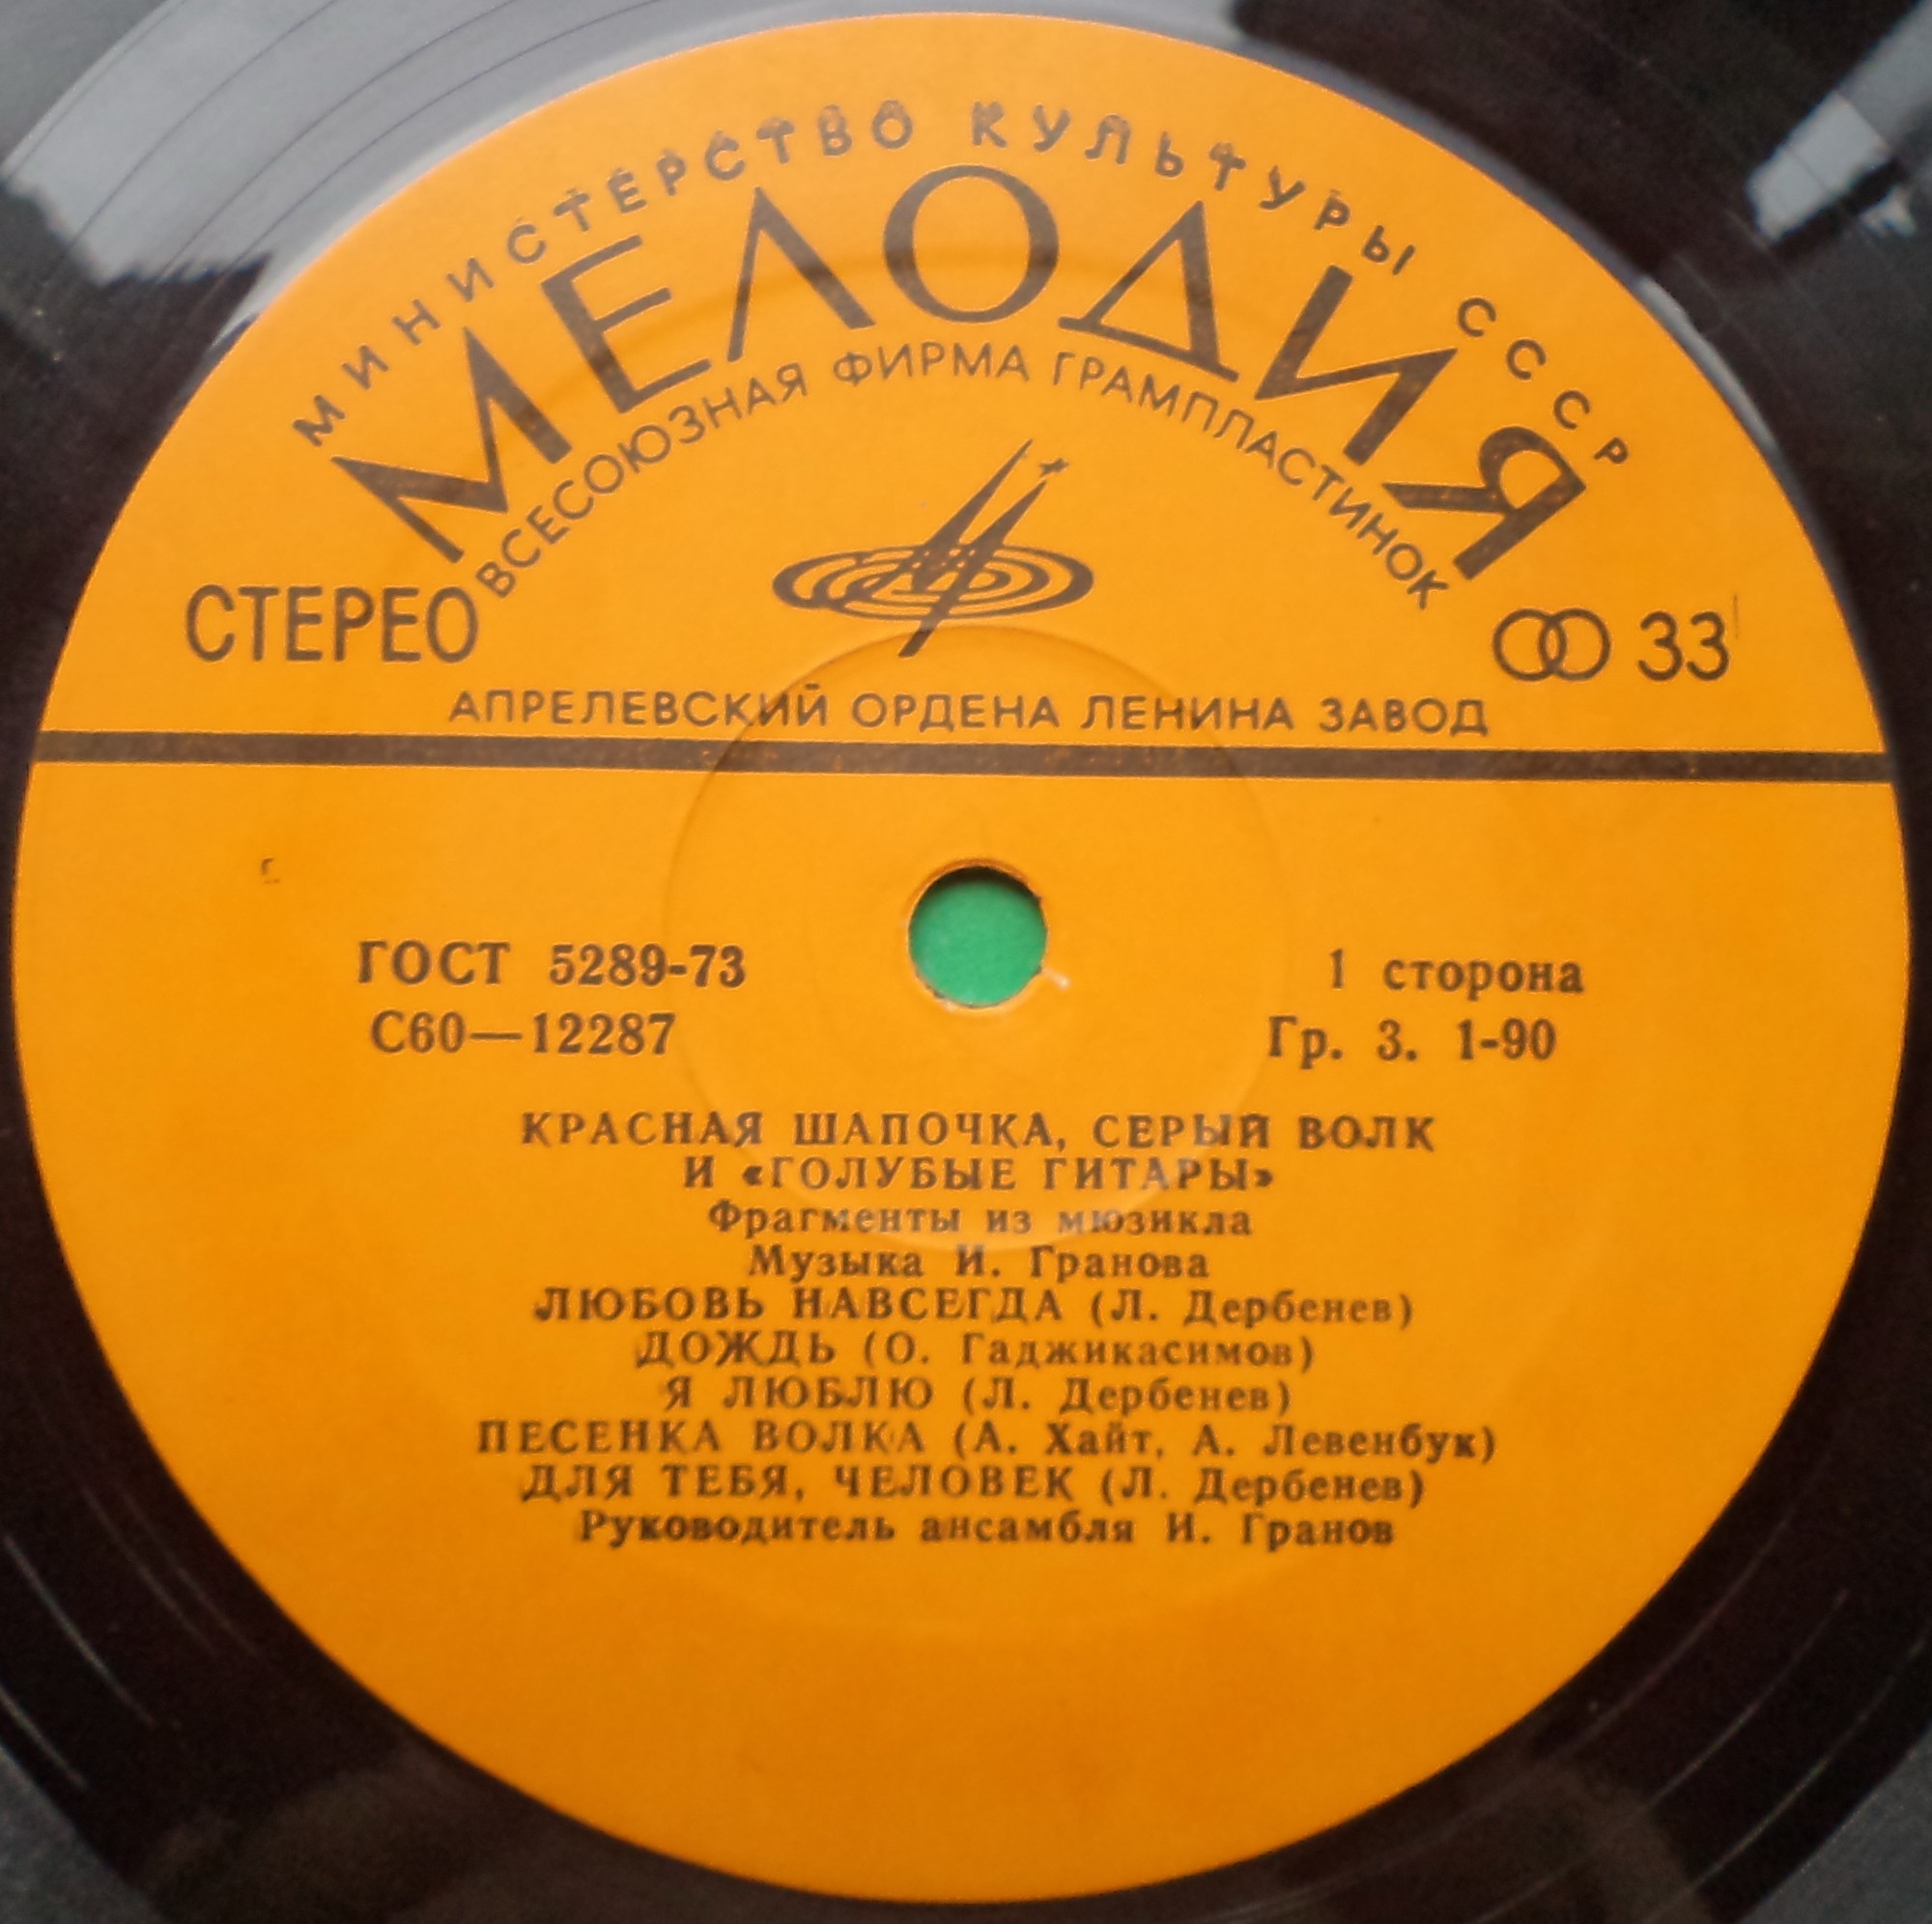 МИНИСТЕРСТВО КУЛЬТУРЫ СССР
МЕЛОДИЯ
ВСЕСОЮЗНАЯ ФИРМА ГРАМПЛАСТИНОК
СТЕРЕО
33
АПРЕЛЕВСКИЙ ОРДЕНА ЛЕНИНА ЗАВОД
ГОСТ 5289-73
С60—12287
1 сторона
Гр. 3. 1-90
КРАСНАЯ ШАПОЧКА, СЕРЫЙ ВОЛК
И «ГОЛУБЫЕ ГИТАРЫ»
Фрагменты из мюзикла
Музыка И. Гранова
ЛЮБОВЬ НАВСЕГДА (Л. Дербенев)
ДОЖДЬ (О. Гаджикасимов)
Я ЛЮБЛЮ (Л. Дербенев)
ПЕСЕНКА ВОЛКА (А. Хайт, А. Левенбук)
ДЛЯ ТЕБЯ, ЧЕЛОВЕК (Л. Дербенев)
Руководитель ансамбля И. Гранов